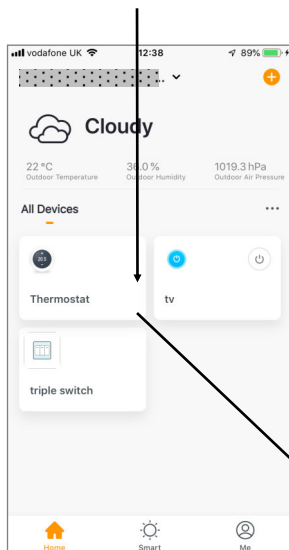 vodafone UK 12:38 89%
Cloudy
22 °C 36.0 % 1019.3 hPa
Outdoor Temperature Outdoor Humidity Outdoor Air Pressure
All Devices ...
Thermostat tv
triple switch
Home Smart Me